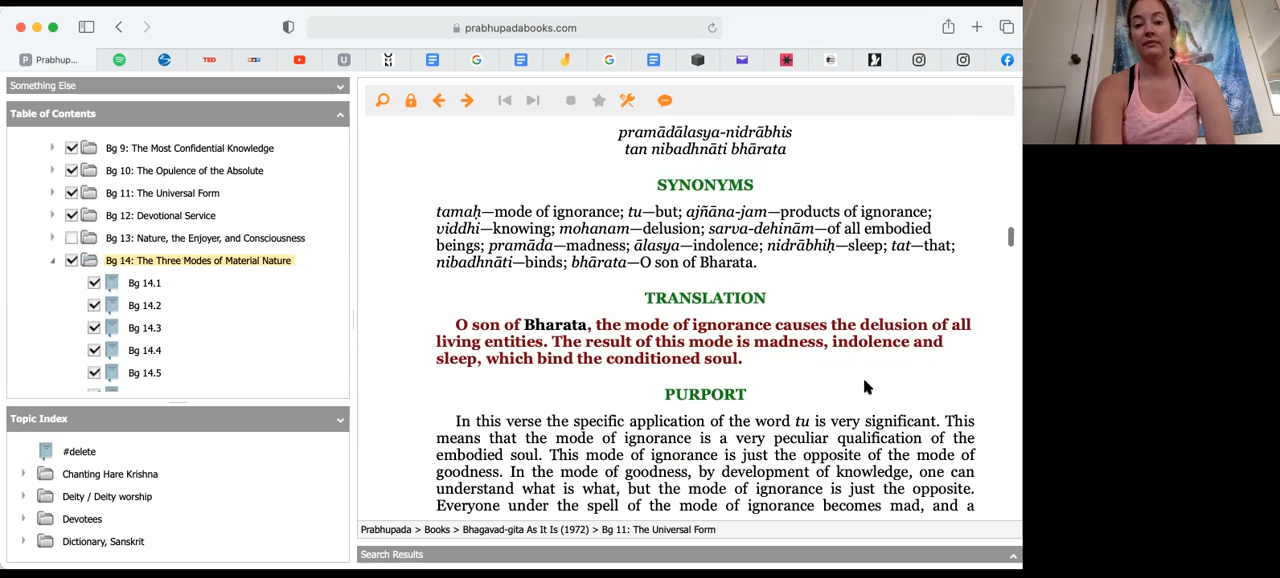 prabhupadabooks.com
Prabhup...
TED
Something Else
Table of Contents
Bg 9: The Most Confidential Knowledge
Bg 10: The Opulence of the Absolute
Bg 11: The Universal Form
Bg 12: Devotional Service
Bg 13: Nature, the Enjoyer, and Consciousness
Bg 14: The Three Modes of Material Nature
Bg 14.1
Bg 14.2
Bg 14.3
Bg 14.4
Bg 14.5
Topic Index
#delete
Chanting Hare Krishna
Deity / Deity worship
Devotees
Dictionary, Sanskrit
pramādālasya-nidrābhis
tan nibadhnāti bhārata
SYNONYMS
tamaḥ—mode of ignorance; tu—but; ajñāna-jam—products of ignorance;
viddhi—knowing; mohanam—delusion; sarva-dehinām—of all embodied
beings; pramāda—madness; ālasya—indolence; nidrābhiḥ—sleep; tat—that;
nibadhnāti—binds; bhārata—O son of Bharata.
TRANSLATION
O son of Bharata, the mode of ignorance causes the delusion of all
living entities. The result of this mode is madness, indolence and
sleep, which bind the conditioned soul.
PURPORT
In this verse the specific application of the word tu is very significant. This
means that the mode of ignorance is a very peculiar qualification of the
embodied soul. This mode of ignorance is just the opposite of the mode of
goodness. In the mode of goodness, by development of knowledge, one can
understand what is what, but the mode of ignorance is just the opposite.
Everyone under the spell of the mode of ignorance becomes mad, and a
Prabhupada > Books > Bhagavad-gita As It Is (1972) > Bg 11: The Universal Form
Search Results